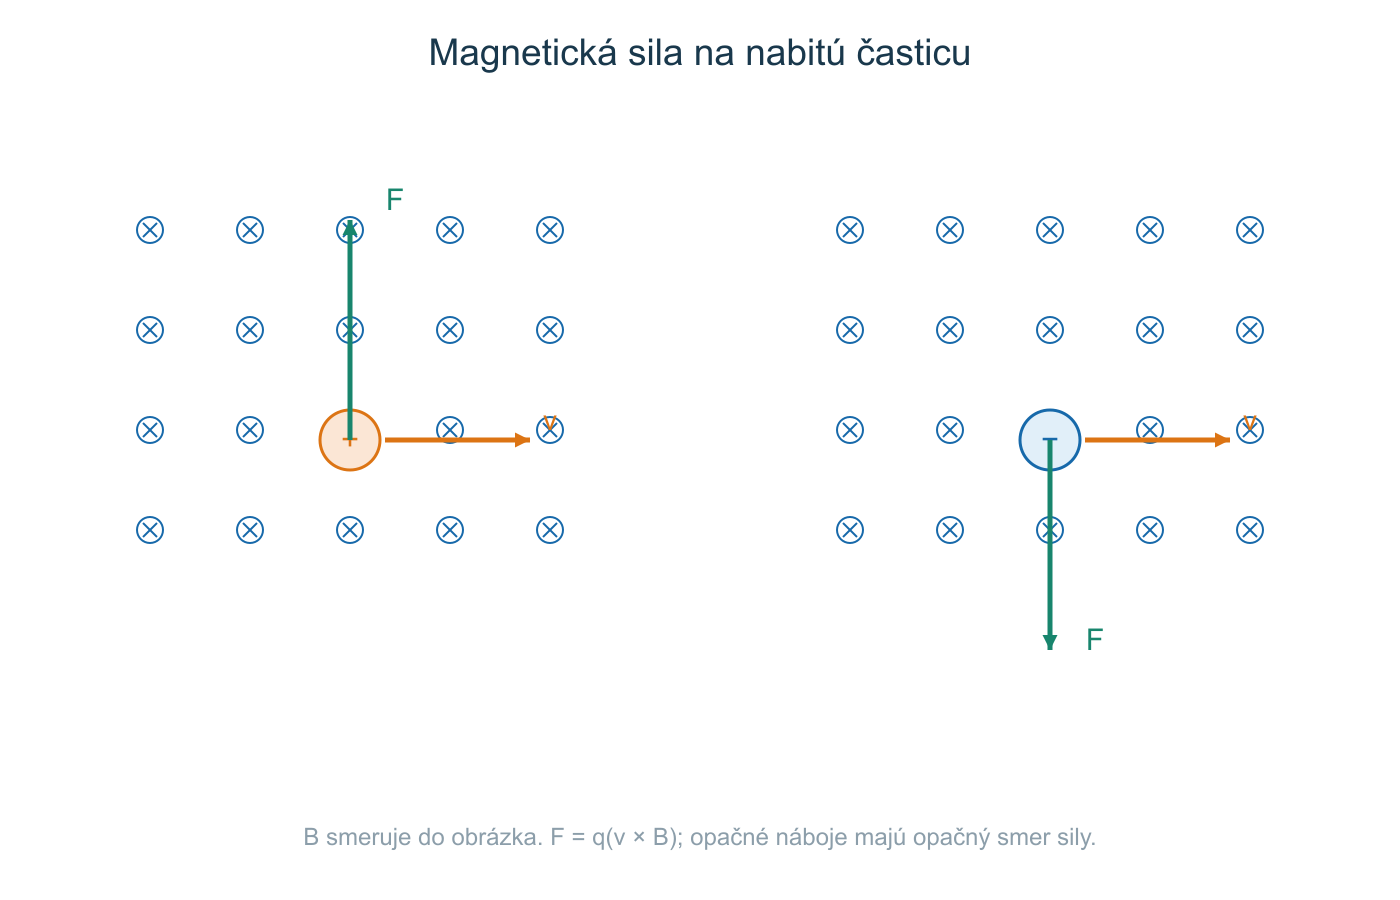 Magnetická sila na nabitú časticu
F
v
v
+
−
F
B smeruje do obrázka. F = q(v × B); opačné náboje majú opačný smer sily.